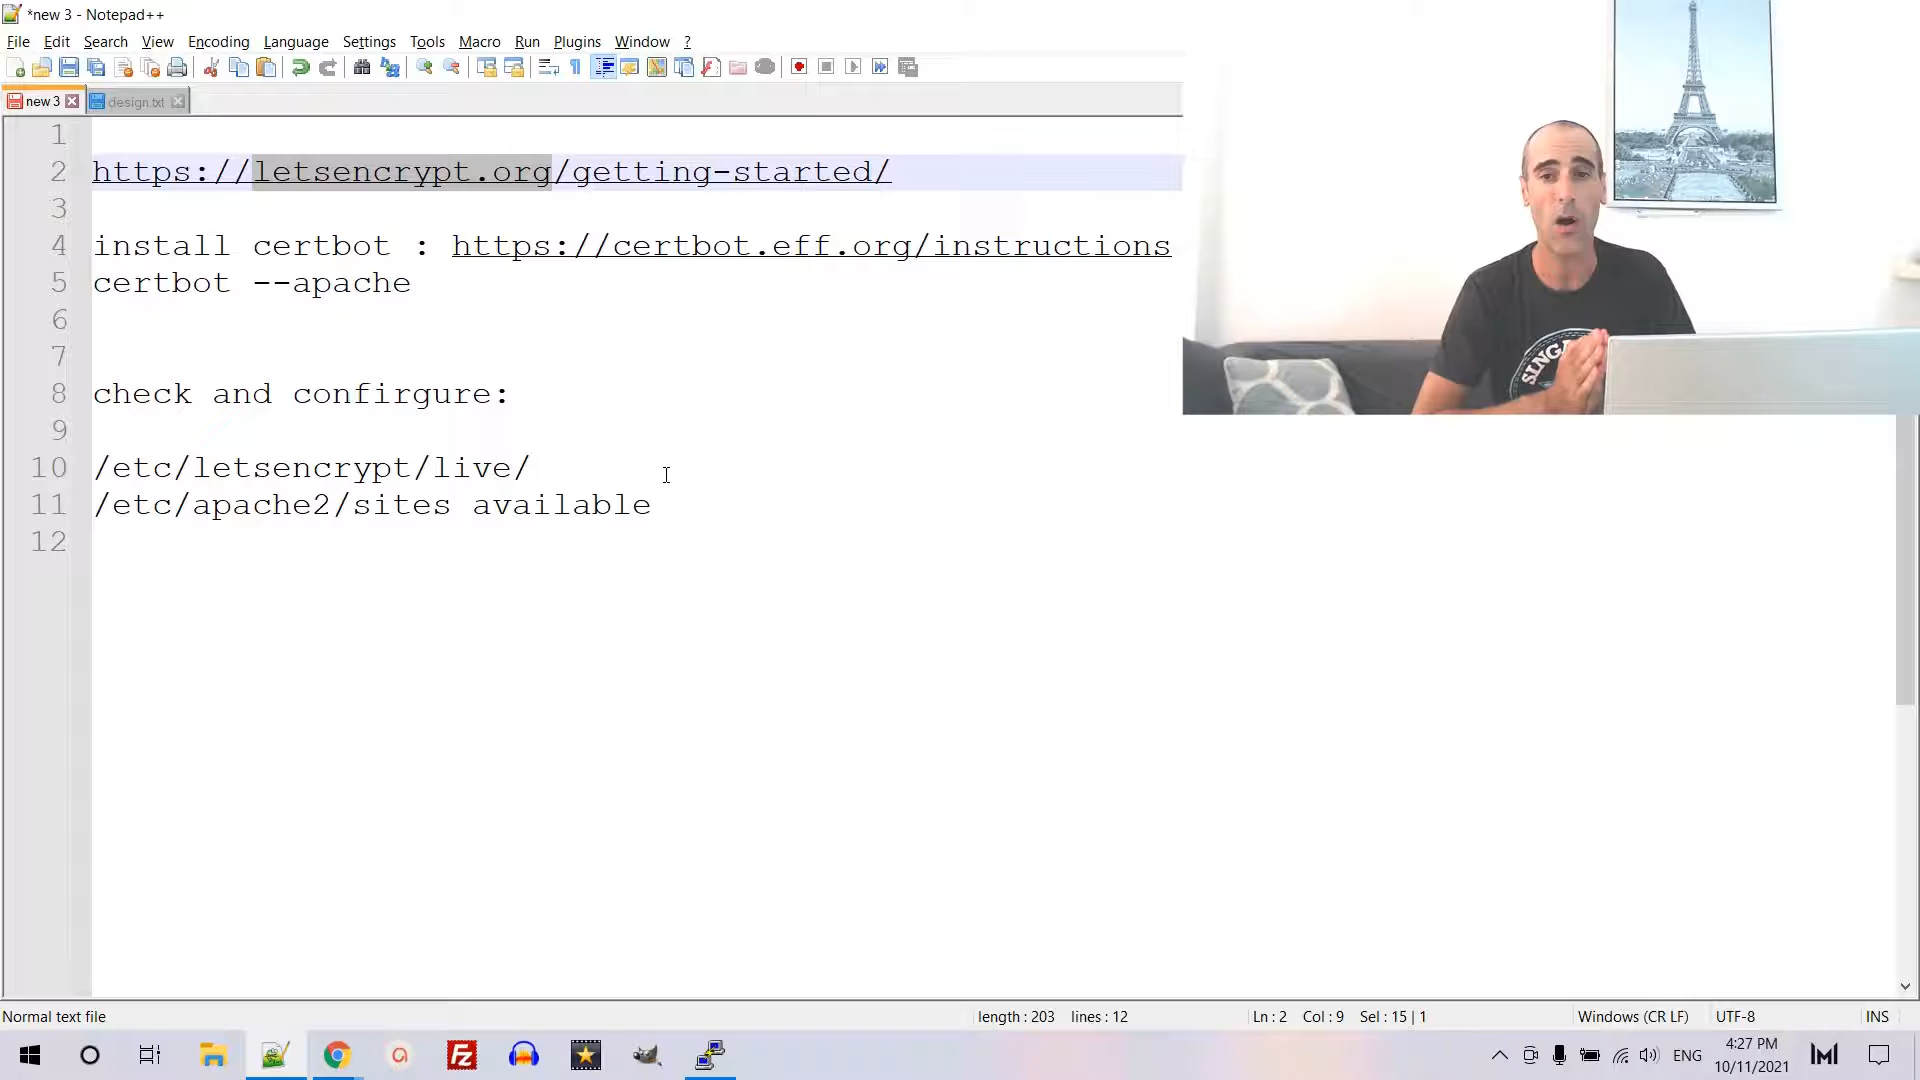 *new 3 - Notepad++
File Edit Search View Encoding Language Settings Tools Macro Run Plugins Window ?
new 3 design.txt
1
2 https://letsencrypt.org/getting-started/
3
4 install certbot : https://certbot.eff.org/instructions
5 certbot --apache
6
7
8 check and confirgure:
9
10 /etc/letsencrypt/live/
11 /etc/apache2/sites available
12
SINGA
Normal text file length : 203 lines : 12 Ln : 2 Col : 9 Sel : 15 | 1 Windows (CR LF) UTF-8 INS
ENG 4:27 PM
10/11/2021